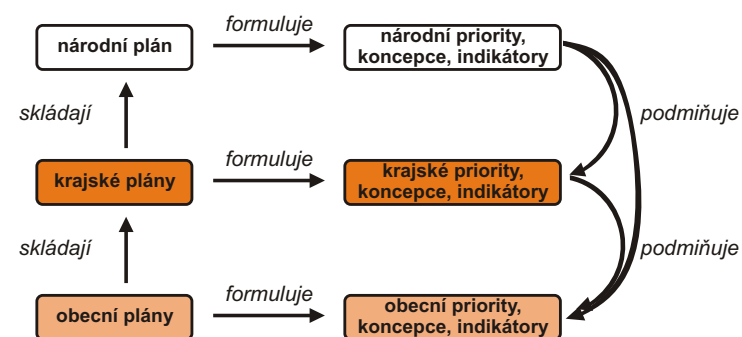 formuluje
národní plán
národní priority,
koncepce, indikátory
skládají
podmiňuje
formuluje
krajské plány
krajské priority,
koncepce, indikátory
skládají
podmiňuje
formuluje
obecní plány
obecní priority,
koncepce, indikátory